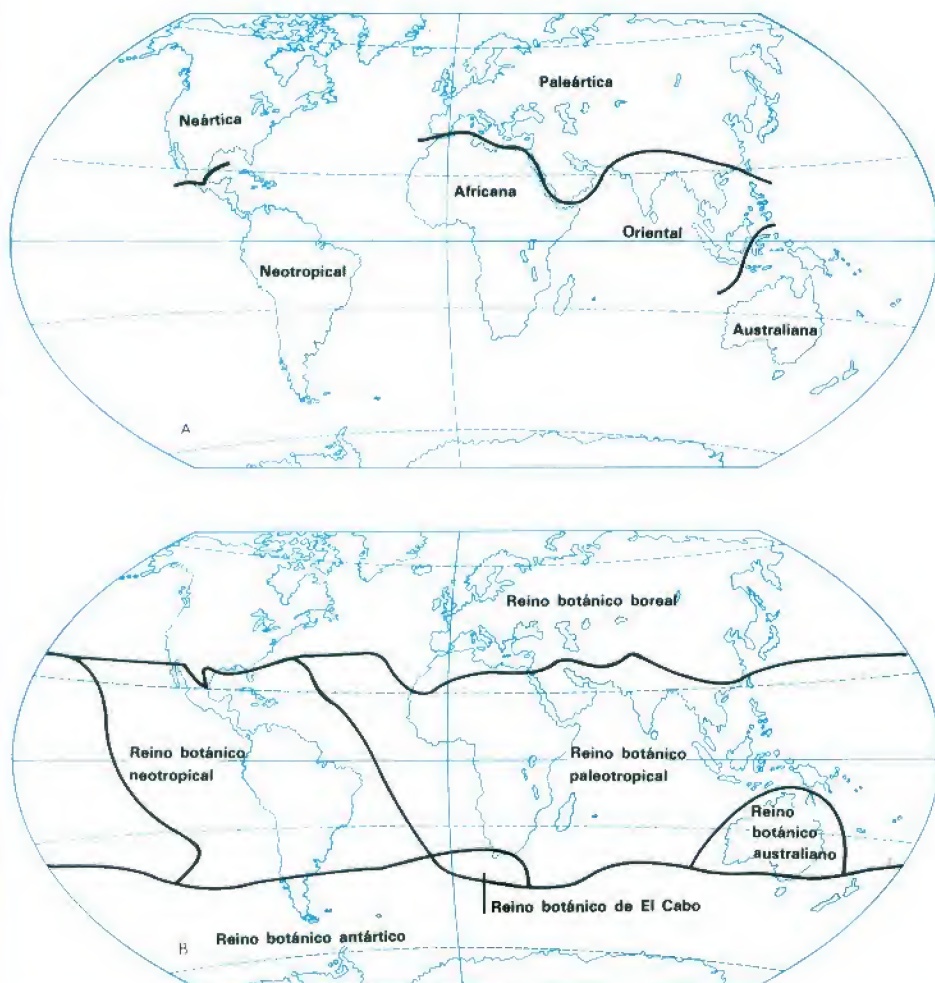 Paleártica
Neártica
Africana
Oriental
Neotropical
Australiana
A
Reino botánico boreal
Reino botánico
neotropical
Reino botánico
paleotropical
Reino
botánico
australiano
Reino botánico de El Cabo
Reino botánico antártico
B